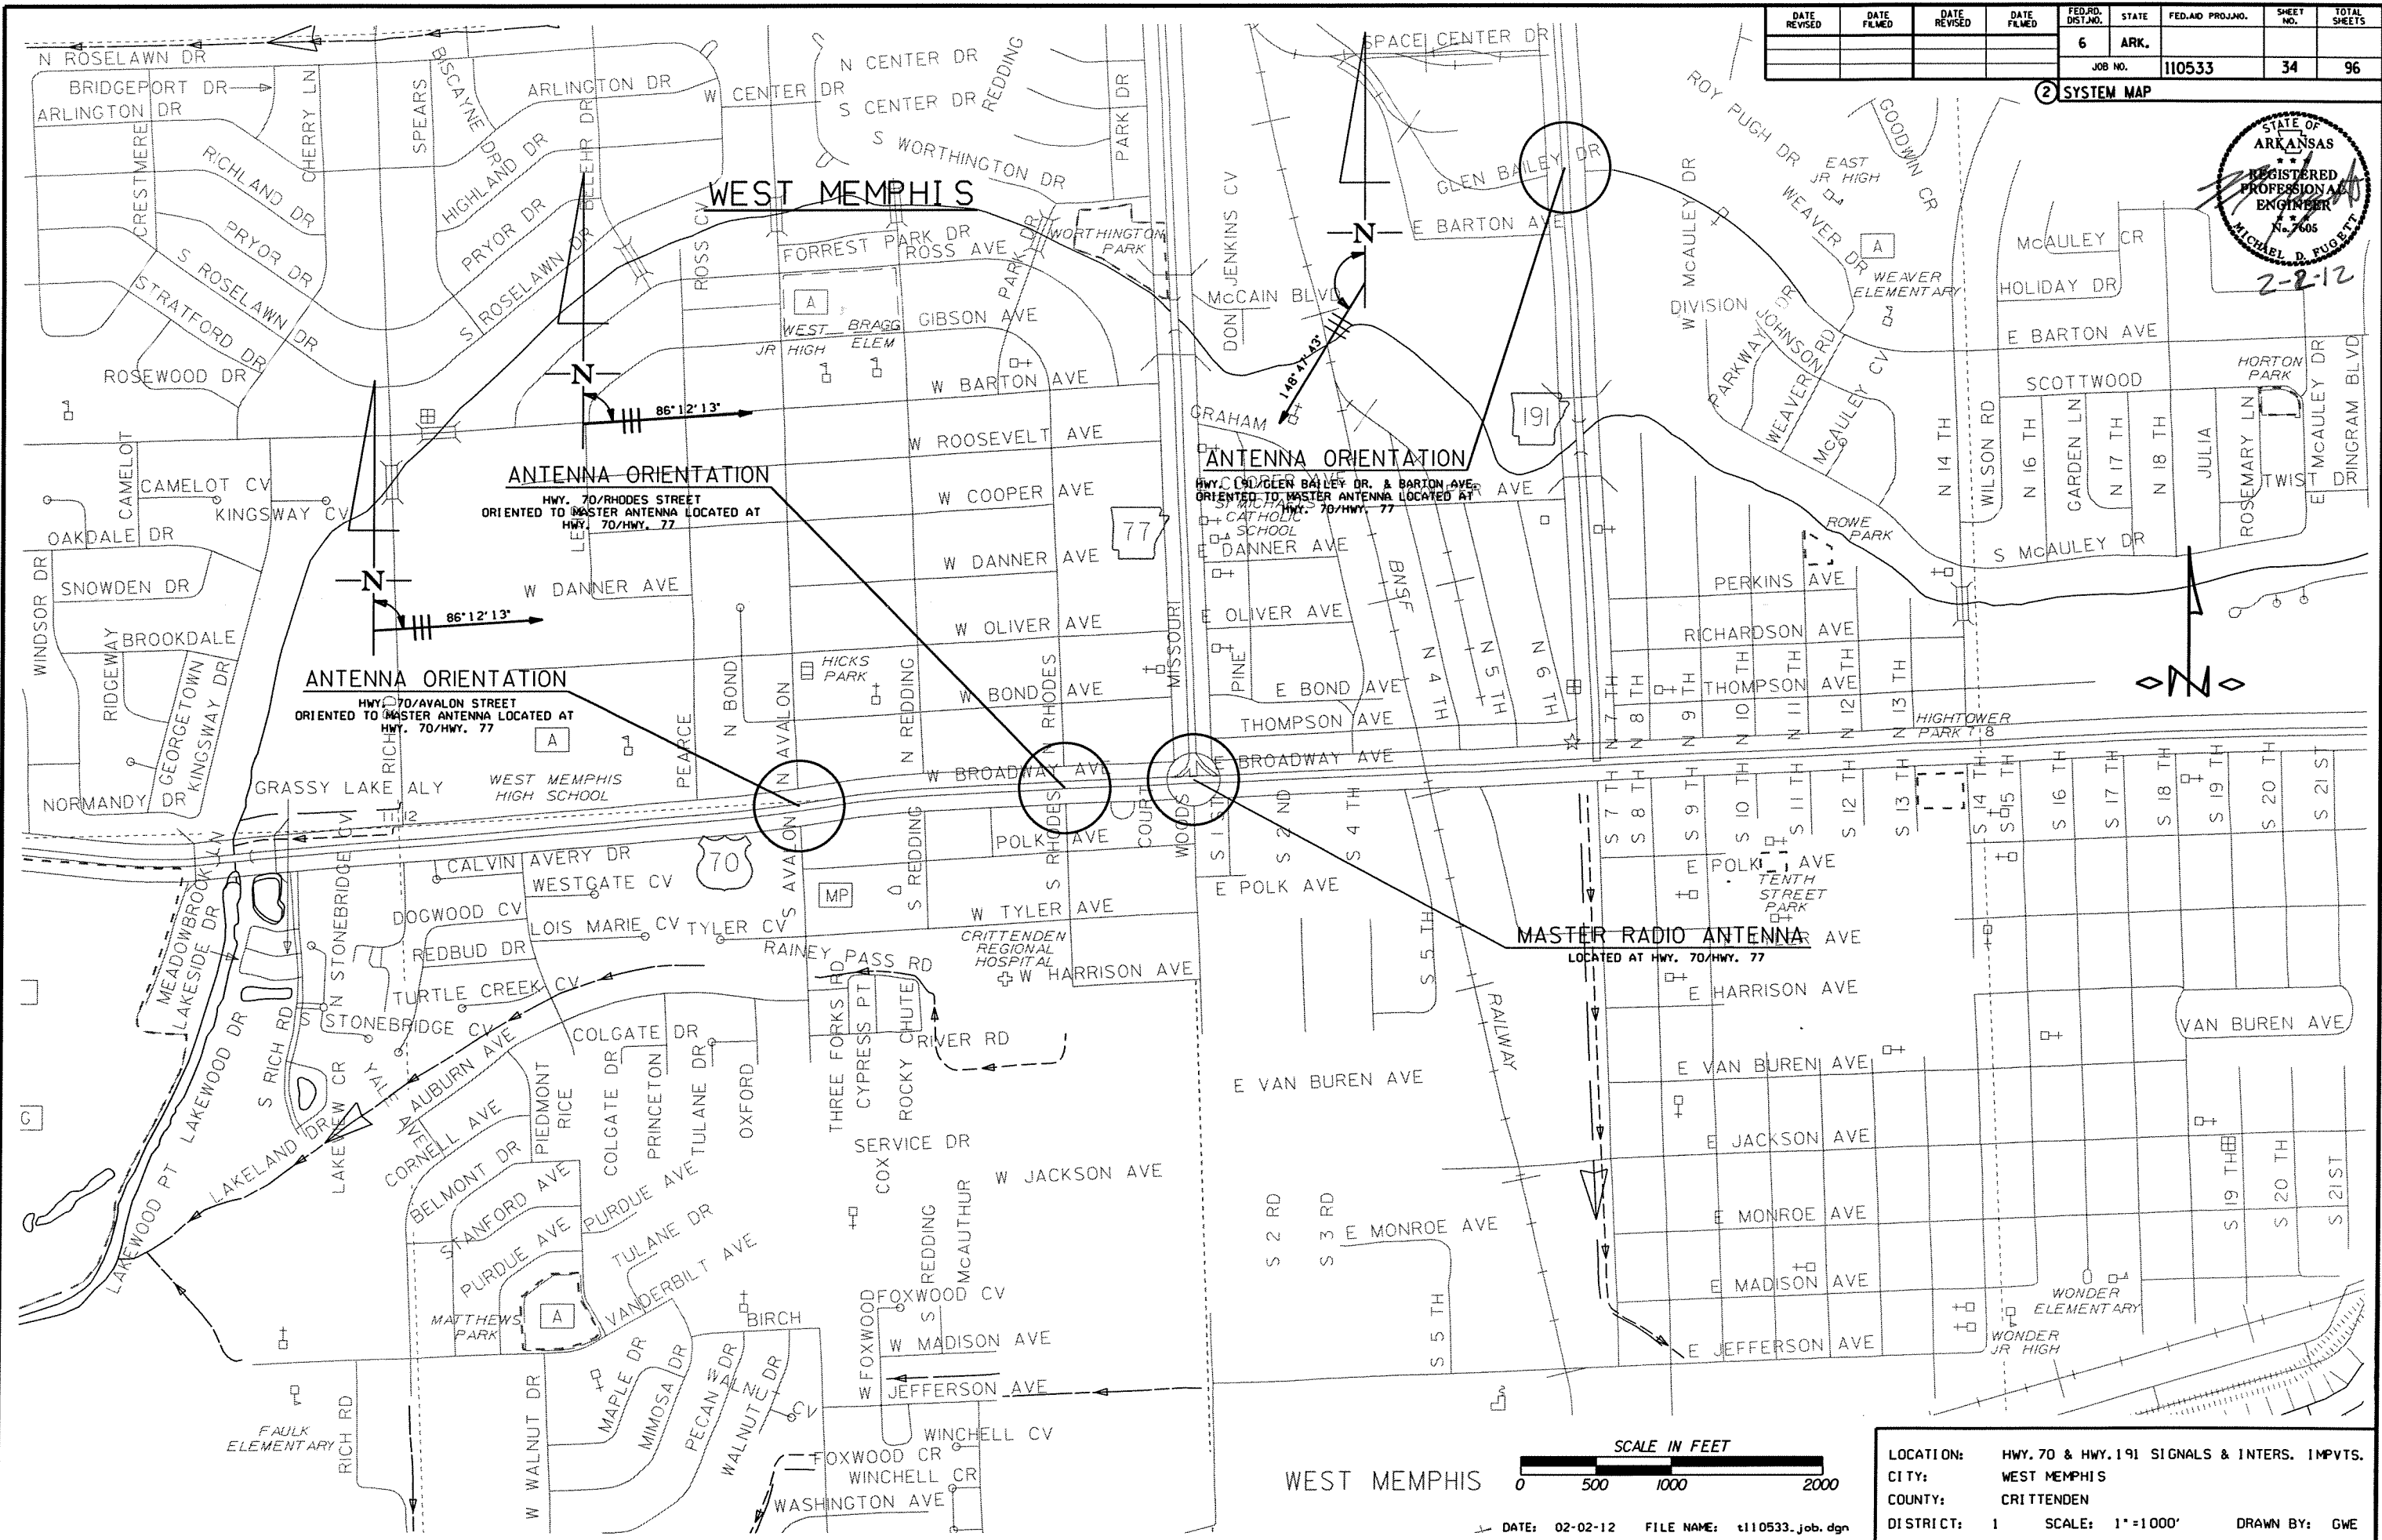 DATE REVISED
DATE FILMED
DATE REVISED
DATE FILMED
FED.RD. DIST.NO.
STATE
FED.AID PROJ.NO.
SHEET NO.
TOTAL SHEETS
6
ARK.
JOB NO.
110533
34
96
2 SYSTEM MAP
STATE OF
ARKANSAS
REGISTERED
PROFESSIONAL
ENGINEER
No. 7605
MICHAEL D. FUGETT
2-2-12
N ROSELAWN DR
BRIDGEPORT DR
ARLINGTON DR
CRESTMERE
CHERRY LN
RICHLAND DR
PRYOR DR
S ROSELAWN DR
STRATFORD DR
ROSEWOOD DR
SPEARS
BISCAYNE DR
HIGHLAND DR
PRYOR DR
S ROSELAWN DR
ARLINGTON DR
BELEHR DR
W CENTER DR
N CENTER DR
S CENTER DR
REDDING
S WORTHINGTON DR
PARK DR
WEST MEMPHIS
ROSS CV
FORREST PARK DR
ROSS AVE
PARK DR
WORTHINGTON
PARK
A
WEST
JR HIGH
BRAGG
ELEM
GIBSON AVE
W BARTON AVE
W ROOSEVELT AVE
W COOPER AVE
W DANNER AVE
W OLIVER AVE
W BOND AVE
W BROADWAY AVE
SPACE CENTER DR
GLEN BAILEY DR
E BARTON AVE
DON JENKINS CV
McCAIN BLVD
N
148°47'43"
GRAHAM
191
77
ROY PUGH DR
GOODWIN CR
EAST
JR HIGH
WEAVER DR
W McAULEY DR
A
WEAVER
ELEMENTARY
DIVISION
PARKWAY
JOHNSON DR
WEAVER RD
WEAVER
McAULEY CV
McAULEY
McAULEY CR
HOLIDAY DR
E BARTON AVE
HORTON
PARK
SCOTTWOOD
N 14 TH
WILSON RD
N 16 TH
GARDEN LN
N 17 TH
N 18 TH
JULIA
ROSEMARY LN
E McAULEY DR
INGRAM BLVD
TWIST DR
S McAULEY DR
ROWE
PARK
N
86°12'13"
ANTENNA ORIENTATION
HWY. 70/RHODES STREET
ORIENTED TO MASTER ANTENNA LOCATED AT
HWY. 70/HWY. 77
ANTENNA ORIENTATION
HWY. 191/GLEN BAILEY DR. & BARTON AVE.
ORIENTED TO MASTER ANTENNA LOCATED AT
HWY. 70/HWY. 77
ST MICHAELS
CATHOLIC
SCHOOL
E DANNER AVE
E OLIVER AVE
E BOND AVE
THOMPSON AVE
E BROADWAY AVE
MISSOURI
PINE
BNSF
N 4 TH
N 5 TH
N 6 TH
CAMELOT
CAMELOT CV
KINGSWAY CV
OAKDALE DR
SNOWDEN DR
WINDSOR DR
RIDGEWAY
BROOKDALE
GEORGETOWN
KINGSWAY DR
NORMANDY DR
N
86°12'13"
ANTENNA ORIENTATION
HWY. 70/AVALON STREET
ORIENTED TO MASTER ANTENNA LOCATED AT
HWY. 70/HWY. 77
W DANNER AVE
PEARCE
N BOND
N AVALON
HICKS
PARK
N REDDING
N RHODES
A
WEST MEMPHIS
HIGH SCHOOL
GRASSY LAKE ALY
12
PERKINS AVE
RICHARDSON AVE
THOMPSON AVE
N 7 TH
N 8 TH
N 9 TH
N 10 TH
N 11 TH
N 12 TH
N 13 TH
HIGHTOWER
PARK
78
N
S 7 TH
S 8 TH
S 9 TH
S 10 TH
S 11 TH
S 12 TH
S 13 TH
S 14 TH
S 15 TH
S 16 TH
S 17 TH
S 18 TH
S 19 TH
S 20 TH
S 21 ST
MEADOWBROOK LN
LAKESIDE DR
LAKEWOOD DR
LAKEWOOD PT
S RICH RD
N STONEBRIDGE CV
S STONEBRIDGE CV
CALVIN AVERY DR
WESTGATE CV
DOGWOOD CV
LOIS MARIE CV
TYLER CV
REDBUD DR
TURTLE CREEK CV
70
S AVALON
MP
S REDDING
POLK AVE
S RHODES
COURT
WOODS
S 1 ST
S 2 ND
S 4 TH
E POLK AVE
W TYLER AVE
CRITTENDEN
REGIONAL
HOSPITAL
W HARRISON AVE
RAINEY PASS RD
THREE FORKS RD
CYPRESS PT
ROCKY CHUTE
RIVER RD
MASTER RADIO ANTENNA
LOCATED AT HWY. 70/HWY. 77
S 5 TH
RAILWAY
E POLK AVE
TENTH
STREET
PARK
AVE
E HARRISON AVE
VAN BUREN AVE
E VAN BUREN AVE
E VAN BUREN AVE
E JACKSON AVE
E MONROE AVE
E MADISON AVE
E JEFFERSON AVE
G
LAKELAND DR
LAKEVIEW CR
YALE AVE
AUBURN AVE
CORNELL AVE
BELMONT DR
STANFORD AVE
PURDUE AVE
PIEDMONT
RICE
COLGATE DR
COLGATE DR
PRINCETON
TULANE DR
OXFORD
PURDUE AVE
TULANE DR
VANDERBILT AVE
MATTHEWS
PARK
A
SERVICE DR
COX
W JACKSON AVE
S REDDING
McAUTHUR
FOXWOOD CV
W FOXWOOD
W MADISON AVE
W JEFFERSON AVE
WINCHELL CV
FOXWOOD CR
WINCHELL CR
WASHINGTON AVE
BIRCH
MAPLE DR
MIMOSA DR
PECAN DR
WALNUT DR
W WALNUT DR
RICH RD
FAULK
ELEMENTARY
S 2 RD
S 3 RD
E MONROE AVE
S 5 TH
S 19 TH
S 20 TH
S 21ST
WONDER
ELEMENTARY
WONDER
JR HIGH
WEST MEMPHIS
SCALE IN FEET
0 500 1000 2000
DATE: 02-02-12 FILE NAME: t110533_job.dgn
LOCATION: HWY. 70 & HWY. 191 SIGNALS & INTERS. IMPVTS.
CITY: WEST MEMPHIS
COUNTY: CRITTENDEN
DISTRICT: 1 SCALE: 1"=1000' DRAWN BY: GWE